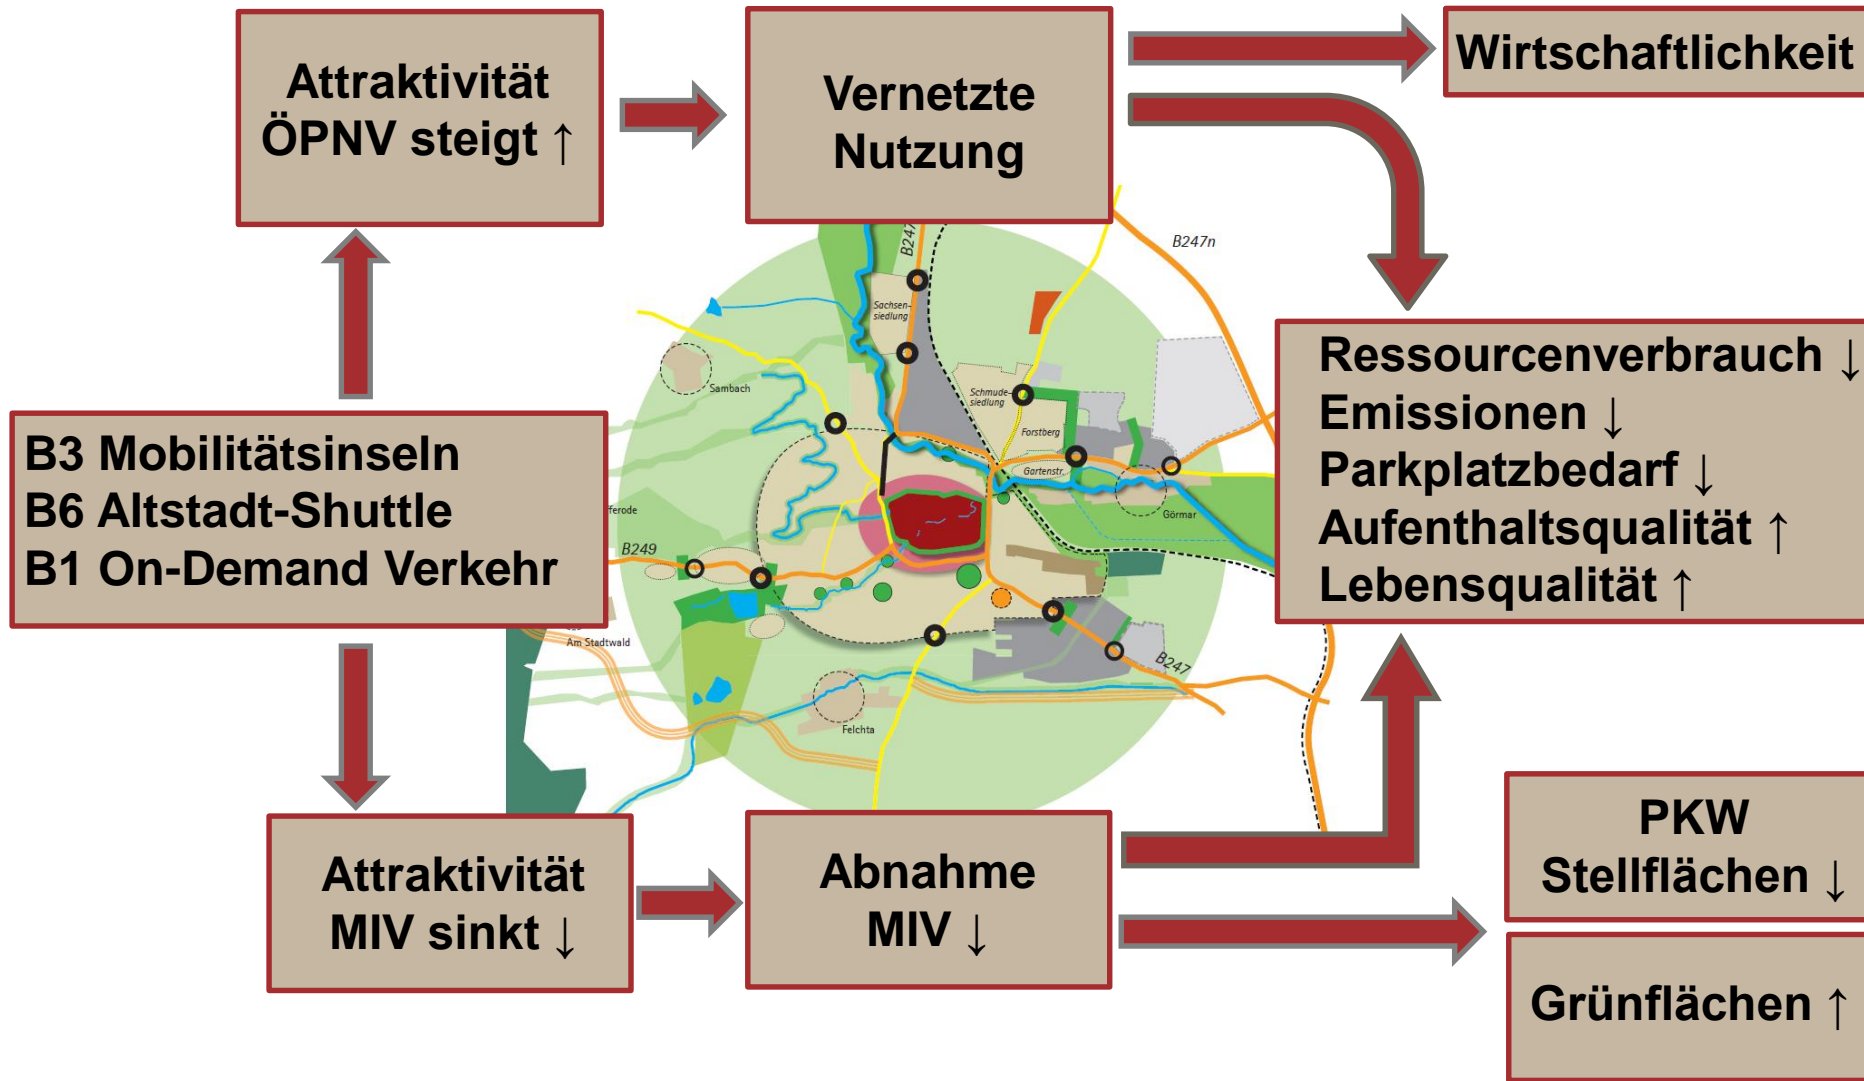 Attraktivität
ÖPNV steigt ↑
Vernetzte
Nutzung
Wirtschaftlichkeit
B3 Mobilitätsinseln
B6 Altstadt-Shuttle
B1 On-Demand Verkehr
Ressourcenverbrauch ↓
Emissionen ↓
Parkplatzbedarf ↓
Aufenthaltsqualität ↑
Lebensqualität ↑
Attraktivität
MIV sinkt ↓
Abnahme
MIV ↓
PKW
Stellflächen ↓
Grünflächen ↑
B247
B247n
Sachsen-
siedlung
Sambach
Schmude-
siedlung
Forstberg
Gartenstr.
Görmar
B249
Am Stadtwald
Felchta
B247